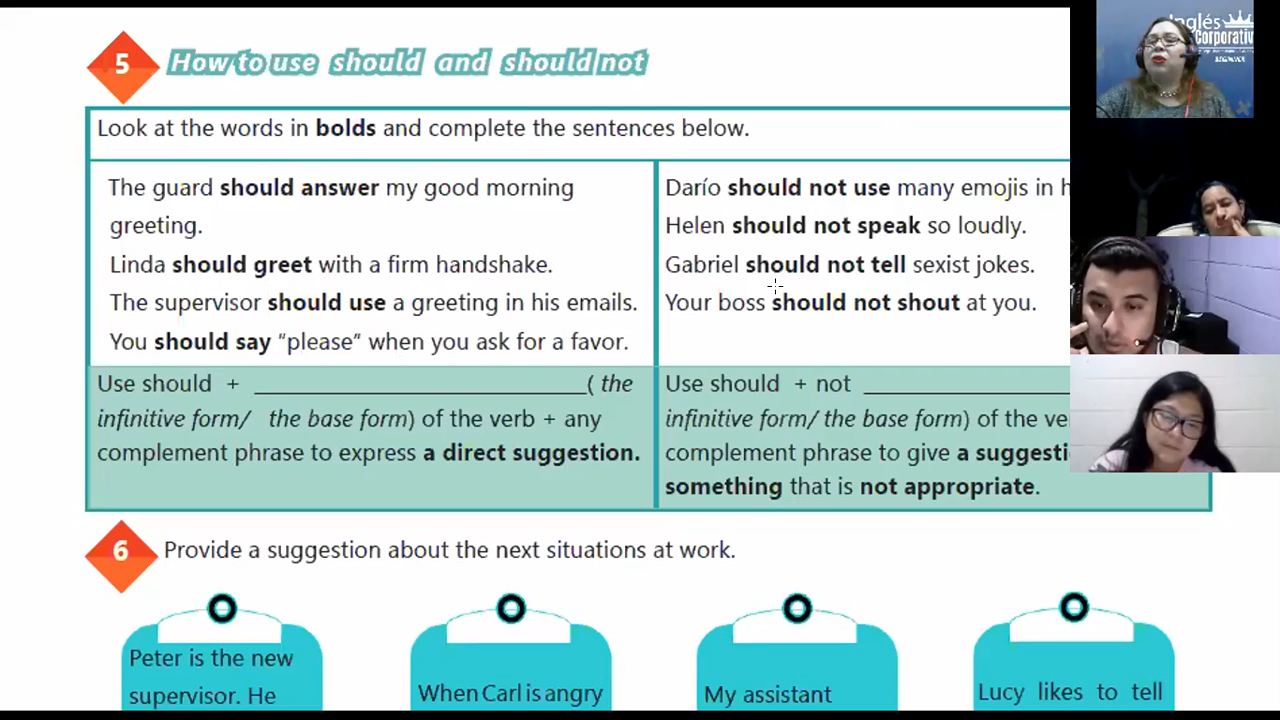 5
How to use should and should not
Look at the words in bolds and complete the sentences below.
The guard should answer my good morning
greeting.
Linda should greet with a firm handshake.
The supervisor should use a greeting in his emails.
You should say "please" when you ask for a favor.
Darío should not use many emojis in
Helen should not speak so loudly.
Gabriel should not tell sexist jokes.
Your boss should not shout at you.
Use should + ______________________________( the
infinitive form/ the base form) of the verb + any
complement phrase to express a direct suggestion.
Use should + not ____________________
infinitive form/ the base form) of the
complement phrase to give a
something that is not appropriate.
6
Provide a suggestion about the next situations at work.
Peter is the new
supervisor. He
When Carl is angry
My assistant
Lucy likes to tell
Inglés
Corporativ
BEGINNER